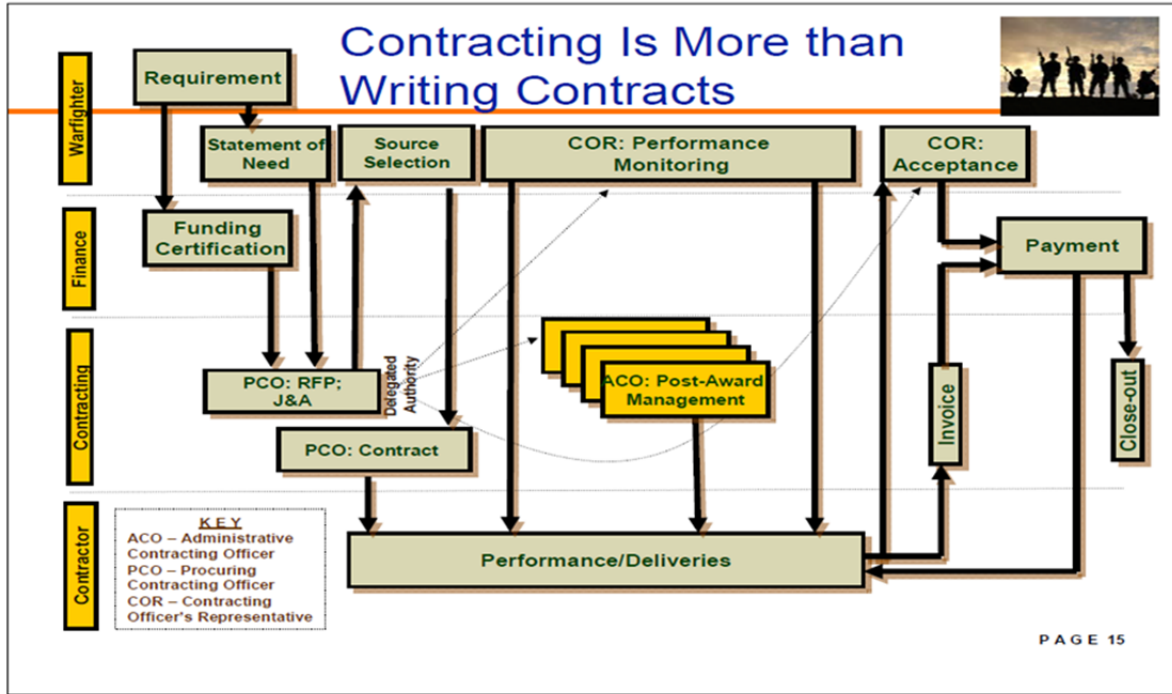 Contracting Is More than
Writing Contracts
Warfighter
Requirement
Statement of
Need
Source
Selection
COR: Performance
Monitoring
COR:
Acceptance
Finance
Funding
Certification
Payment
Contracting
PCO: RFP;
J&A
Delegated
Authority
ACO: Post-Award
Management
PCO: Contract
Invoice
Close-out
Contractor
KEY
ACO – Administrative
Contracting Officer
PCO – Procuring
Contracting Officer
COR – Contracting
Officer's Representative
Performance/Deliveries
PAGE 15